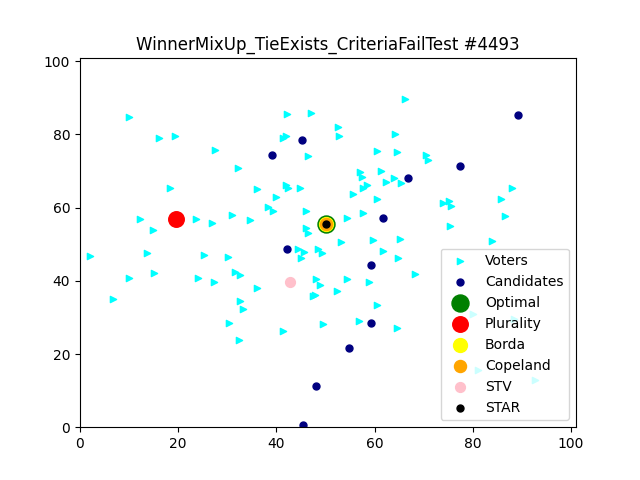 WinnerMixUp_TieExists_CriteriaFailTest #4493
100
80
60
40
20
0
0 20 40 60 80 100
Voters
Candidates
Optimal
Plurality
Borda
Copeland
STV
STAR